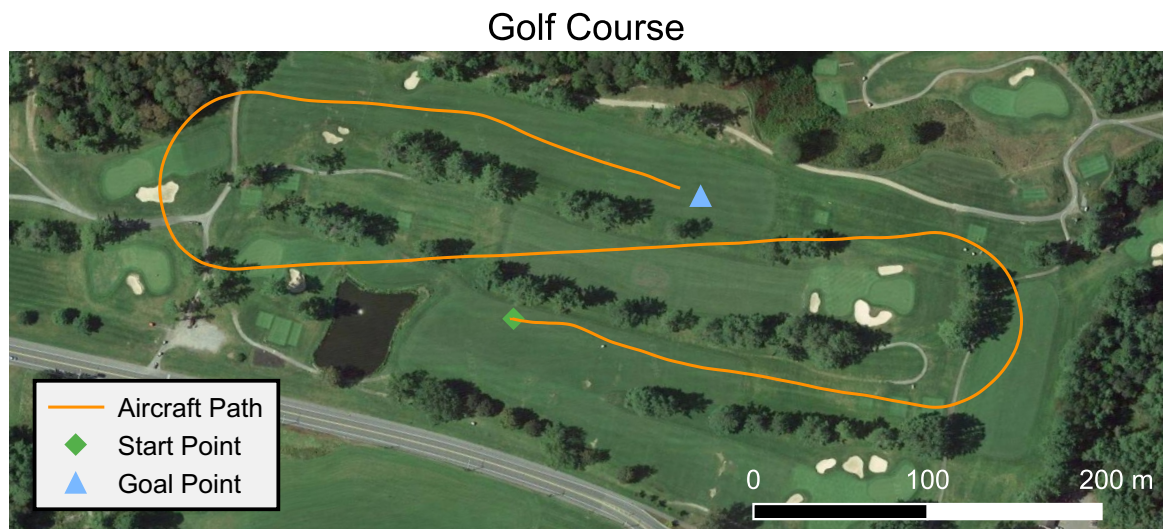 Golf Course
Aircraft Path
Start Point
Goal Point
0 100 200 m